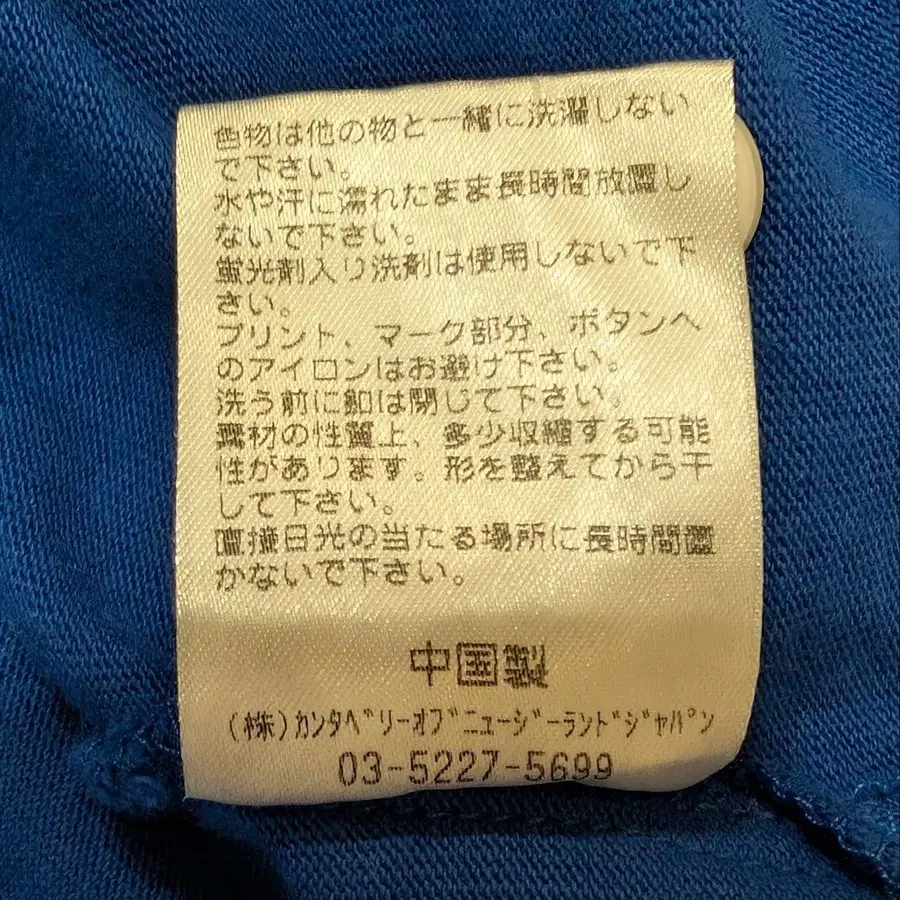 色物は他の物と一緒に洗濯しない
で下さい。
水や汗に濡れたまま長時間放置し
ないで下さい。
蛍光剤入り洗剤は使用しないで下
さい。
プリント、マーク部分、ボタンへ
のアイロンはお避け下さい。
洗う前に釦は閉じて下さい。
素材の性質上、多少収縮する可能
性があります。形を整えてから干
して下さい。
直接日光の当たる場所に長時間置
かないで下さい。
中国製
(株)カンタベリーオブニュージーランドジャパン
03-5227-5699